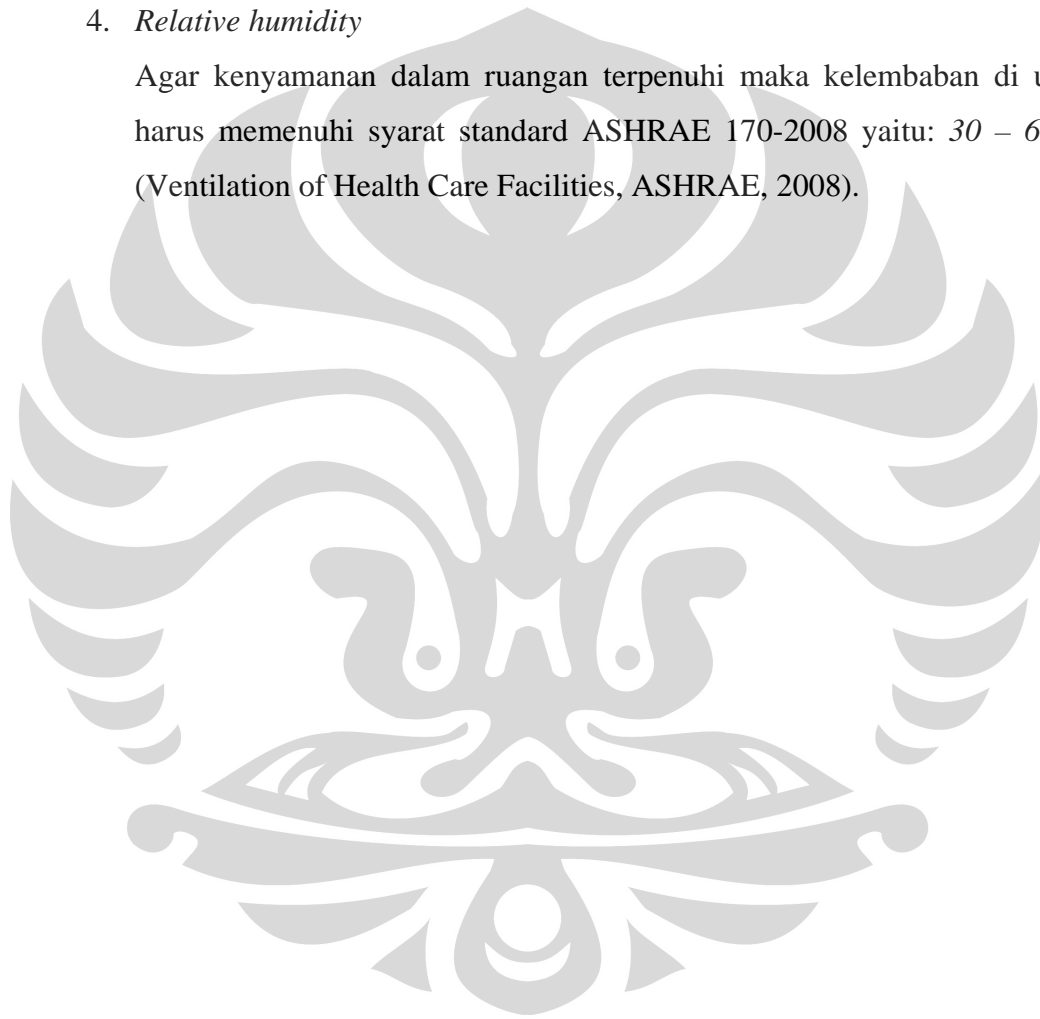 4. Relative humidity
Agar kenyamanan dalam ruangan terpenuhi maka kelembaban di
harus memenuhi syarat standard ASHRAE 170-2008 yaitu: 30 –
(Ventilation of Health Care Facilities, ASHRAE, 2008).